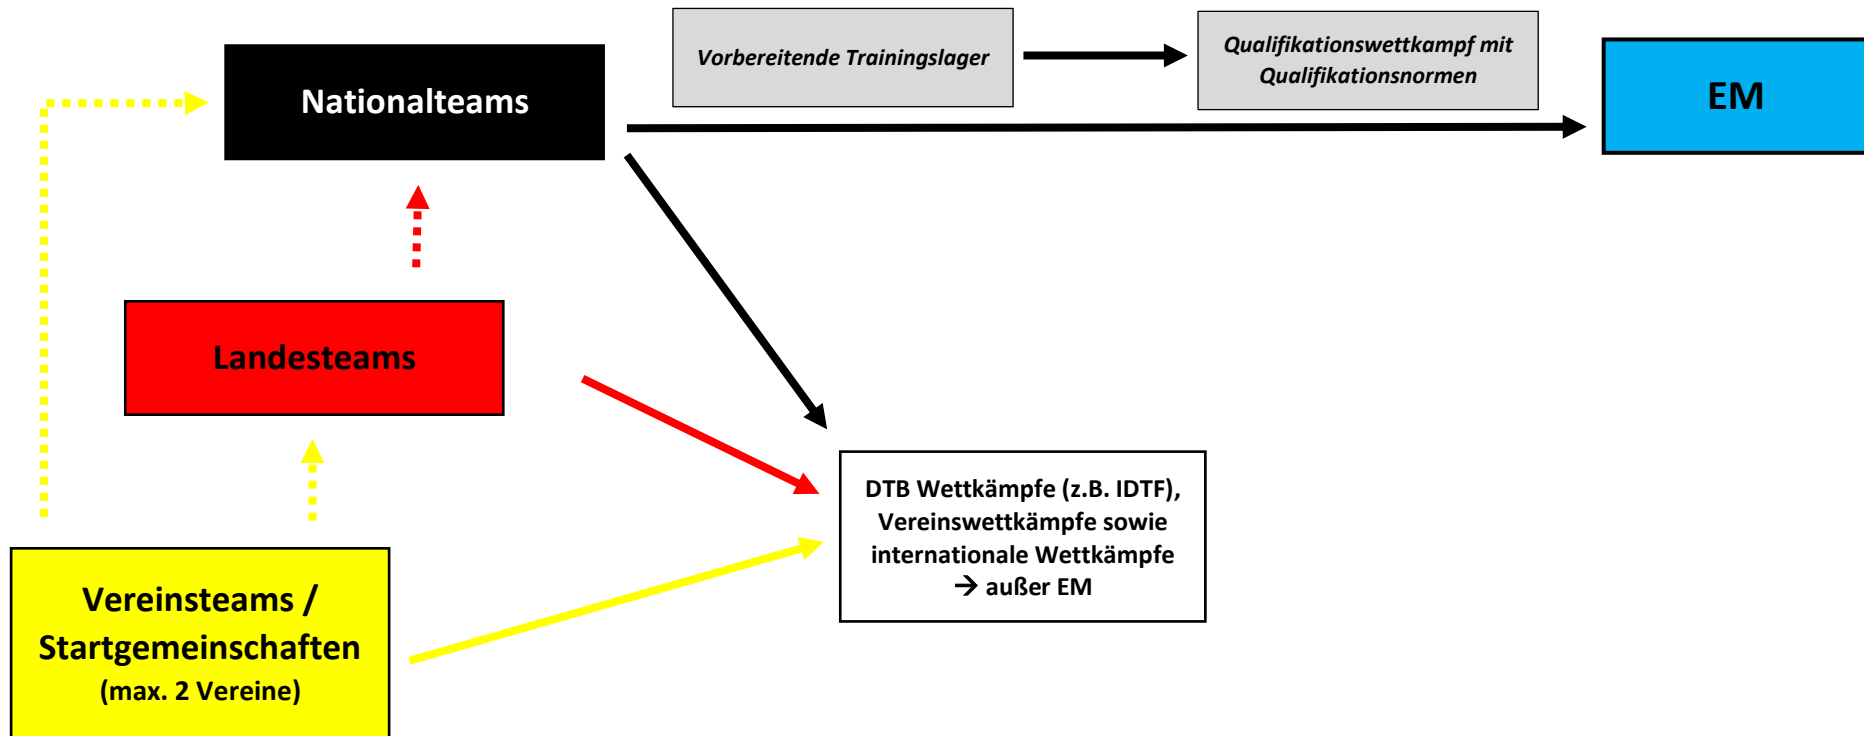 Vorbereitende Trainingslager
Qualifikationswettkampf mit
Qualifikationsnormen
Nationalteams
EM
Landesteams
DTB Wettkämpfe (z.B. IDTF),
Vereinswettkämpfe sowie
internationale Wettkämpfe
→ außer EM
Vereinsteams /
Startgemeinschaften
(max. 2 Vereine)